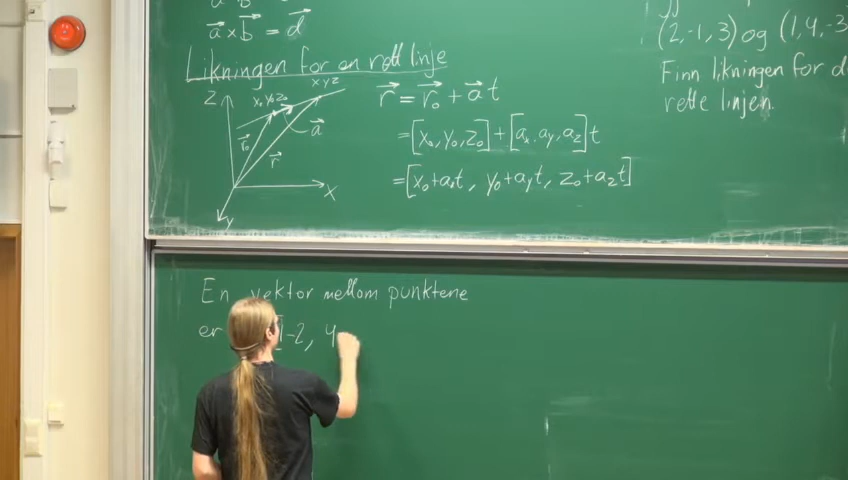 a⃗ × b⃗ = d⃗
Likningen for en rett linje
z
x₀y₀z₀
xyz
r⃗₀
r⃗
a⃗
x
y
r⃗ = r⃗₀ + a⃗t
= [x₀, y₀, z₀] + [aₓ, a_y, a_z]t
= [x₀+aₓt, y₀+a_yt, z₀+a_zt]
(2,-1,3) og (1,4,-3
Finn likningen for d
rette linjen.
En vektor mellom punktene
er [1-2, 4